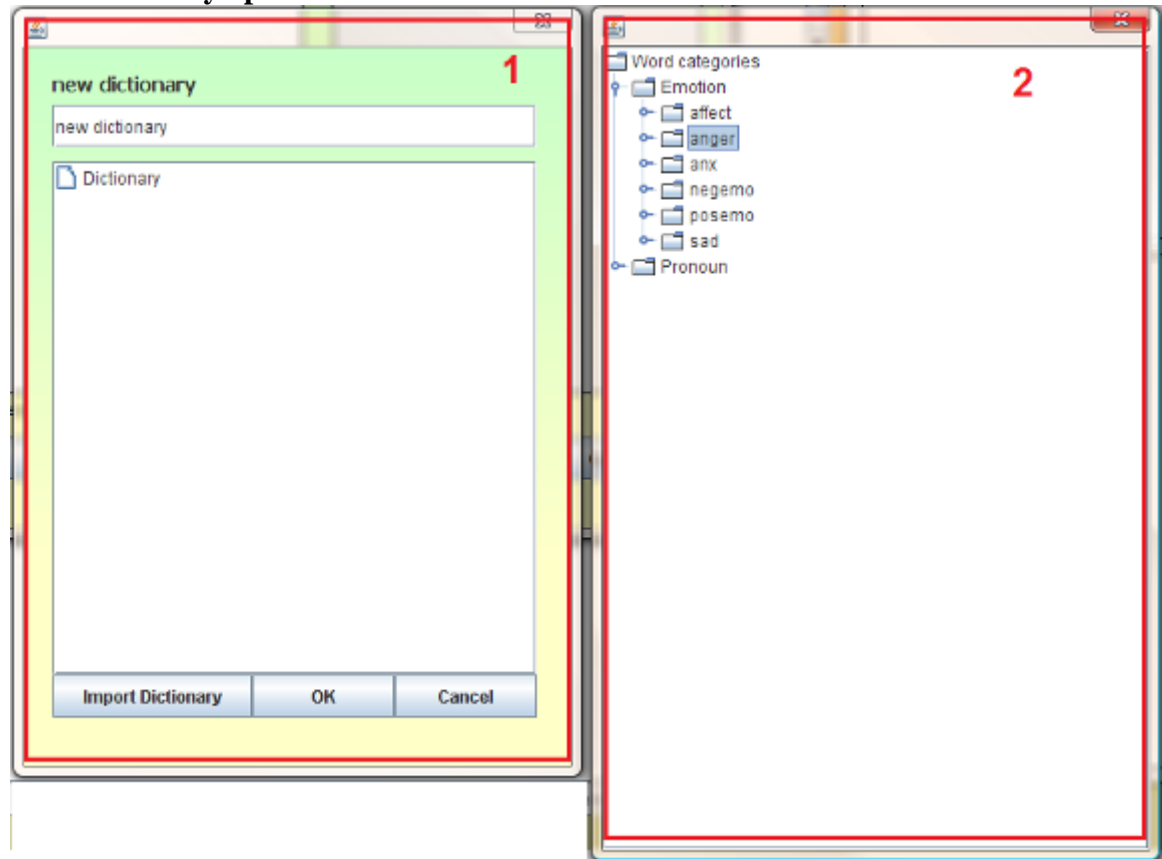 1
new dictionary
new dictionary
Dictionary
Import Dictionary OK Cancel
2
Word categories
Emotion
affect
anger
anx
negemo
posemo
sad
Pronoun